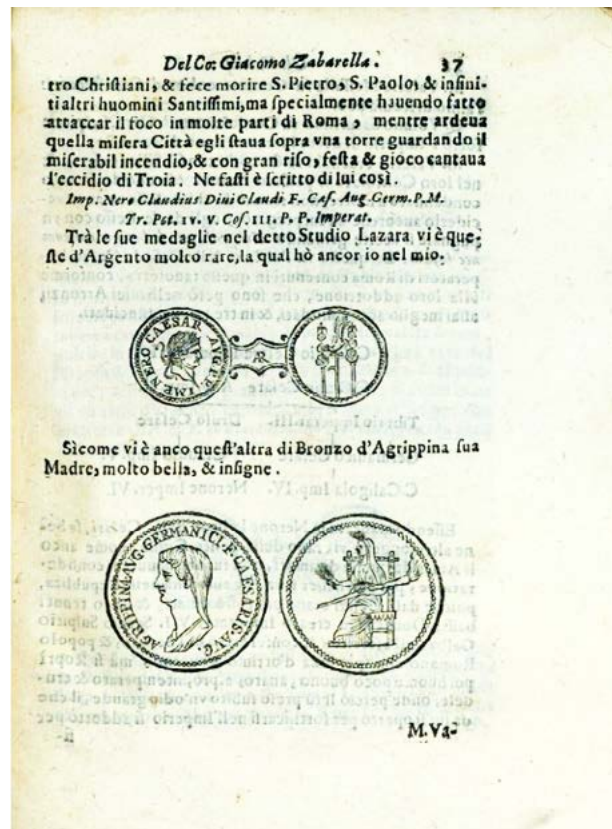 Del Co: Giacomo Zabarella. 37
tro Christiani, & fece morire S. Pietro, S. Paolo, & infini-
ti altri huomini Santissimi, ma specialmente hauendo fatto
attaccar il foco in molte parti di Roma, mentre ardeua
quella misera Città egli staua sopra vna torre guardando il
miserabil incendio, & con gran riso, festa & gioco cantaua
l'eccidio di Troia. Ne fasti è scritto di lui così.
Imp. Nero Claudius Diui Claudi F. Caes. Aug. Germ. P. M.
Tr. Pot. IV. V. Cos. III. P. P. Imperat.
Trà le sue medaglie nel detto Studio Lazara vi è que-
ste d'Argento molto rare, la qual hò ancor io nel mio.
IM. NERO CAESAR AVG. P.P.
AR
Sicome vi è anco quest'altra di Bronzo d'Agrippina sua
Madre, molto bella, & insigne.
AGRIPPINA AVG. GERMANICI F. CAESARIS AVG.
M. Va-